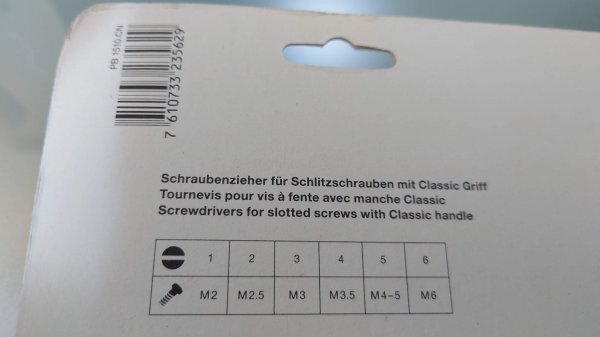 PB 1510.CN
7 610733 235629
Schraubenzieher für Schlitzschrauben mit Classic Griff
Tournevis pour vis à fente avec manche Classic
Screwdrivers for slotted screws with Classic handle
1 2 3 4 5 6
M2 M2.5 M3 M3.5 M4–5 M6